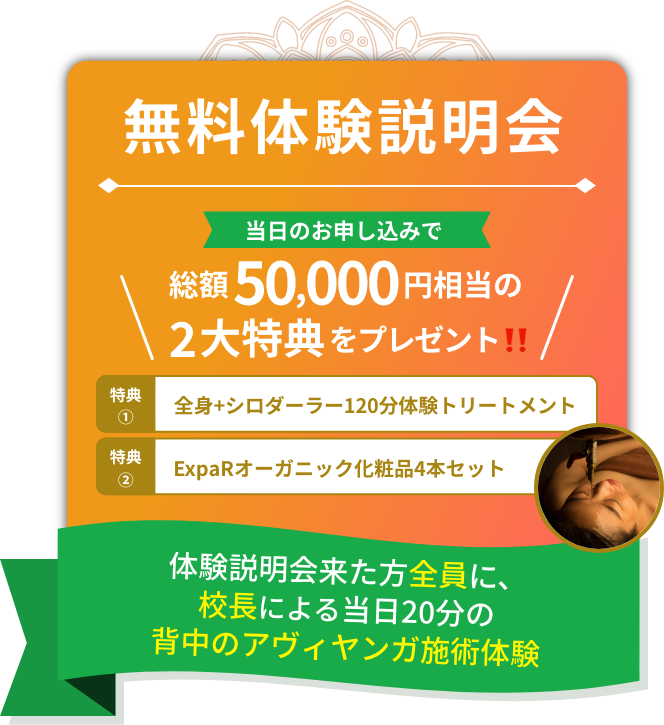 無料体験説明会
当日のお申し込みで
総額50,000円相当の
2大特典をプレゼント‼
特典
①
全身+シロダーラー120分体験トリートメント
特典
②
ExpaRオーガニック化粧品4本セット
体験説明会来た方全員に、
校長による当日20分の
背中のアヴィヤンガ施術体験